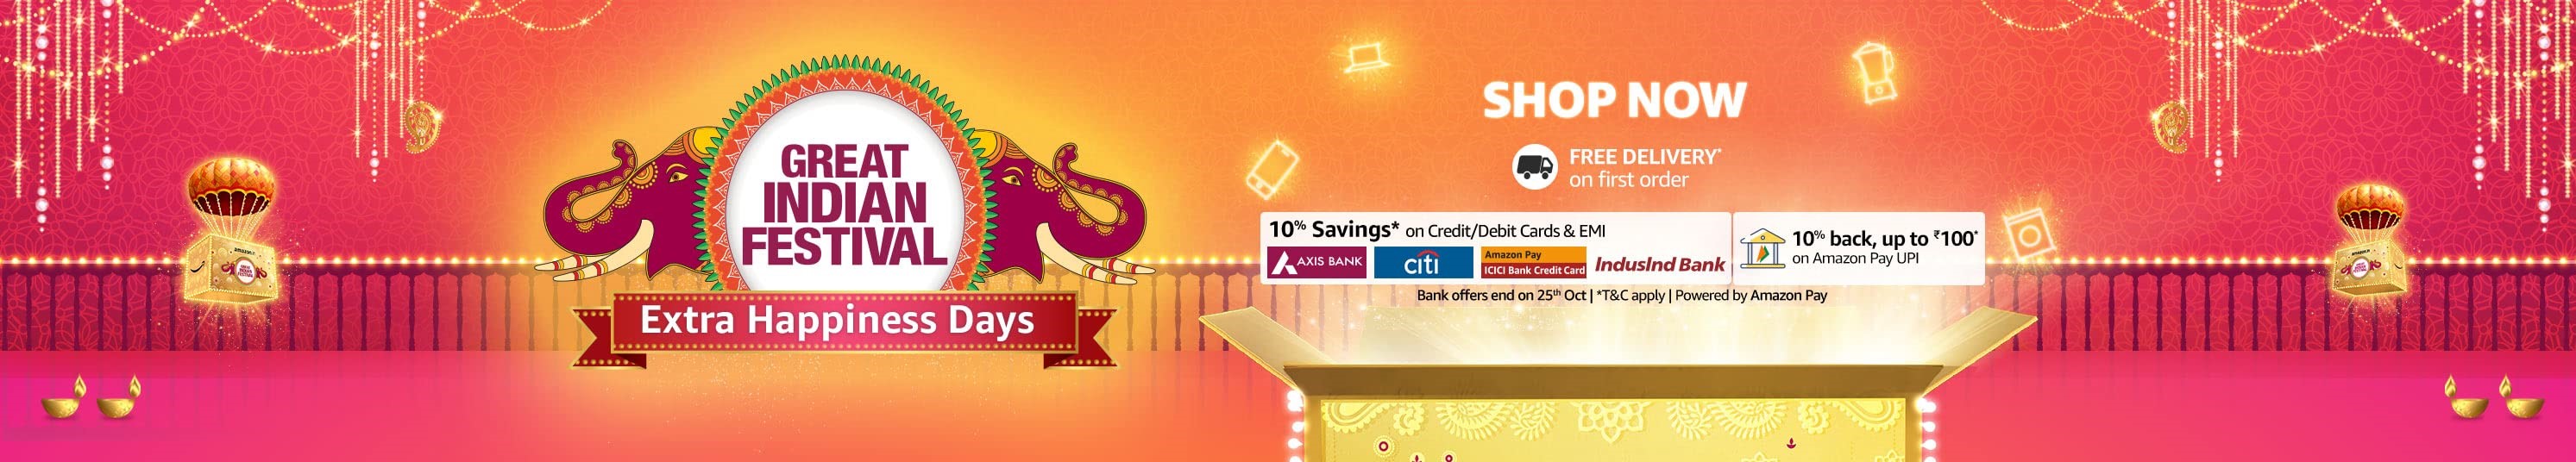 GREAT
INDIAN
FESTIVAL
Extra Happiness Days
SHOP NOW
FREE DELIVERY*
on first order
10% Savings* on Credit/Debit Cards & EMI
AXIS BANK
citi
Amazon Pay
ICICI Bank Credit Card
IndusInd Bank
10% back, up to ₹100*
on Amazon Pay UPI
Bank offers end on 25th Oct | *T&C apply | Powered by Amazon Pay